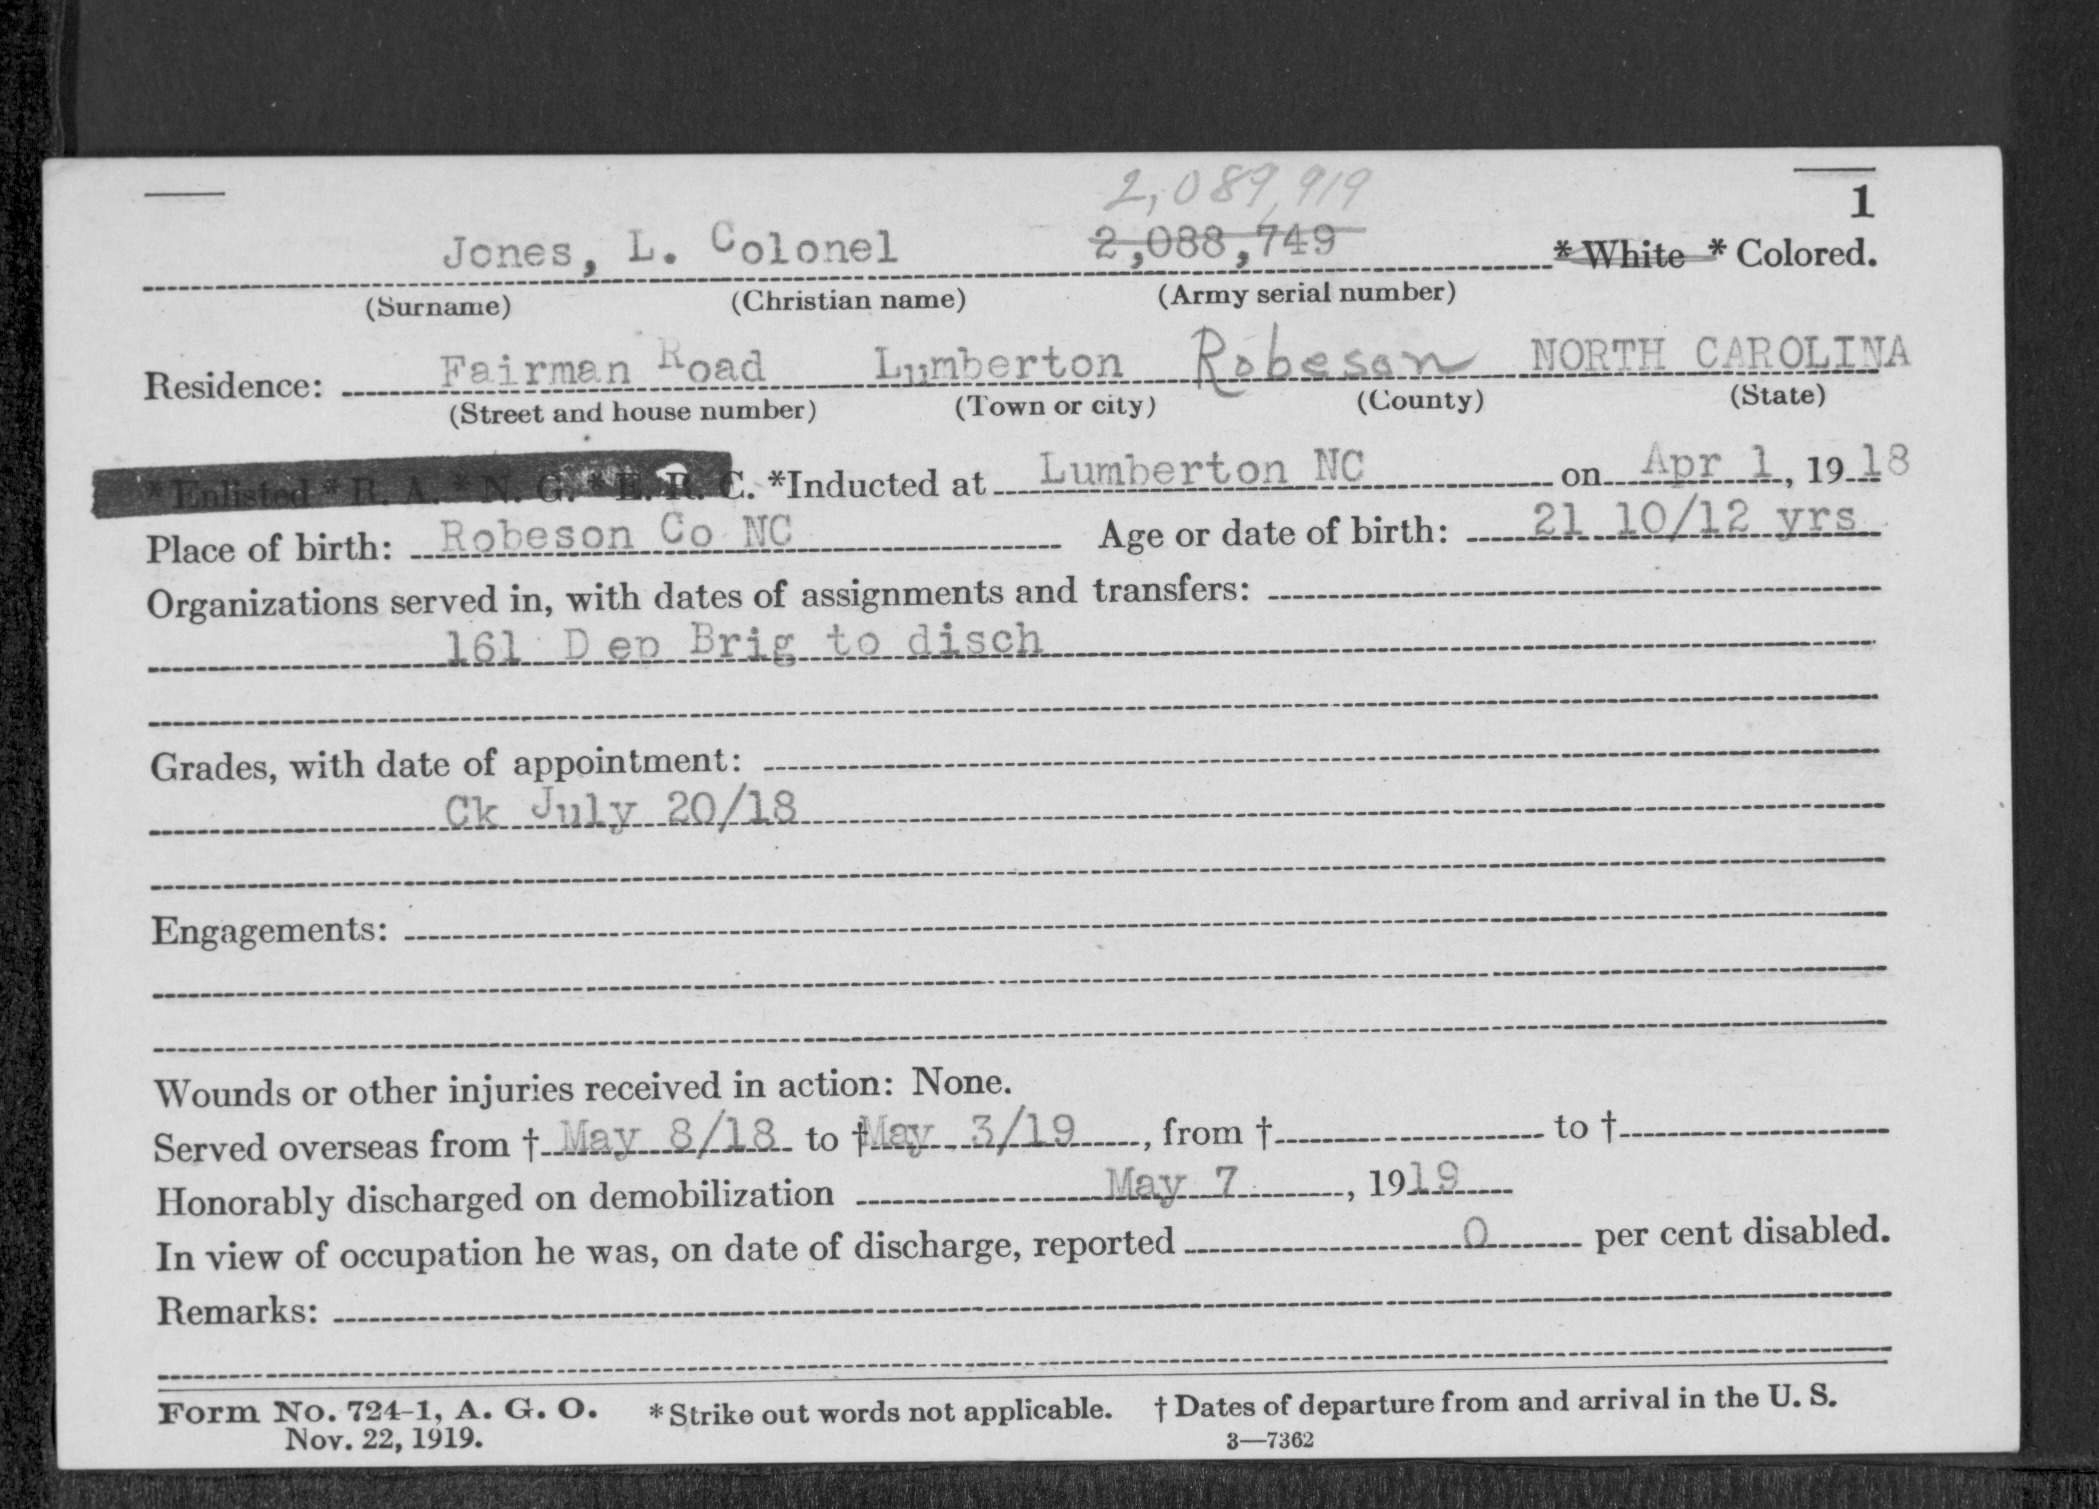 2,089,919
1
Jones, L. Colonel 2,088,749 *White *Colored.
(Surname) (Christian name) (Army serial number)
Residence: Fairman Road Lumberton Robeson NORTH CAROLINA
(Street and house number) (Town or city) (County) (State)
*Enlisted *R. A. N. G. *E. R. C. *Inducted at Lumberton NC on Apr 1, 1918
Place of birth: Robeson Co NC Age or date of birth: 21 10/12 yrs
Organizations served in, with dates of assignments and transfers:
161 Dep Brig to disch
Grades, with date of appointment:
Ck July 20/18
Engagements:
Wounds or other injuries received in action: None.
Served overseas from † May 8/18 to † May 3/19, from † to †
Honorably discharged on demobilization May 7, 1919
In view of occupation he was, on date of discharge, reported 0 per cent disabled.
Remarks:
Form No. 724-1, A. G. O. *Strike out words not applicable. † Dates of departure from and arrival in the U. S.
Nov. 22, 1919. 3—7362